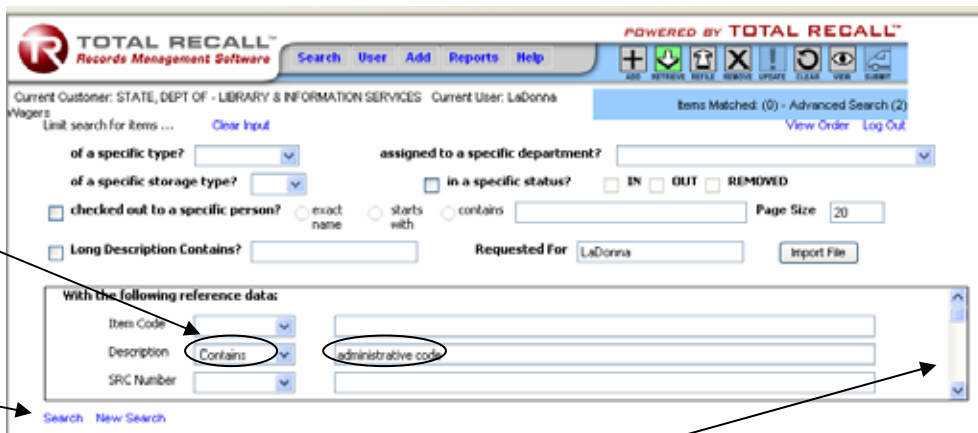 POWERED BY TOTAL RECALL™
TOTAL RECALL™
Records Management Software
Search User Add Reports Help
ADD RETRIEVE REFILE REMOVE UPDATE CLEAR VIEW SUBMIT
Current Customer: STATE, DEPT OF - LIBRARY & INFORMATION SERVICES Current User: LaDonna
Wagers
Items Matched: (0) - Advanced Search (2)
Limit search for items ... Clear Input View Order Log Out
of a specific type? assigned to a specific department?
of a specific storage type? in a specific status? IN OUT REMOVED
checked out to a specific person? exact name starts with contains Page Size 20
Long Description Contains? Requested For LaDonna Import File
With the following reference data:
Item Code
Description Contains administrative code
SRC Number
Search New Search